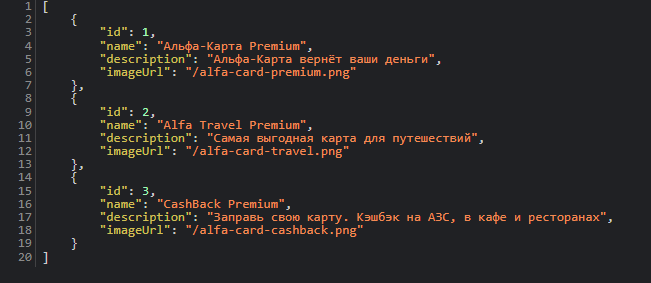 1 [
2 {
3 "id": 1,
4 "name": "Альфа-Карта Premium",
5 "description": "Альфа-Карта вернёт ваши деньги",
6 "imageUrl": "/alfa-card-premium.png"
7 },
8 {
9 "id": 2,
10 "name": "Alfa Travel Premium",
11 "description": "Самая выгодная карта для путешествий",
12 "imageUrl": "/alfa-card-travel.png"
13 },
14 {
15 "id": 3,
16 "name": "CashBack Premium",
17 "description": "Заправь свою карту. Кэшбэк на АЗС, в кафе и ресторанах",
18 "imageUrl": "/alfa-card-cashback.png"
19 }
20 ]